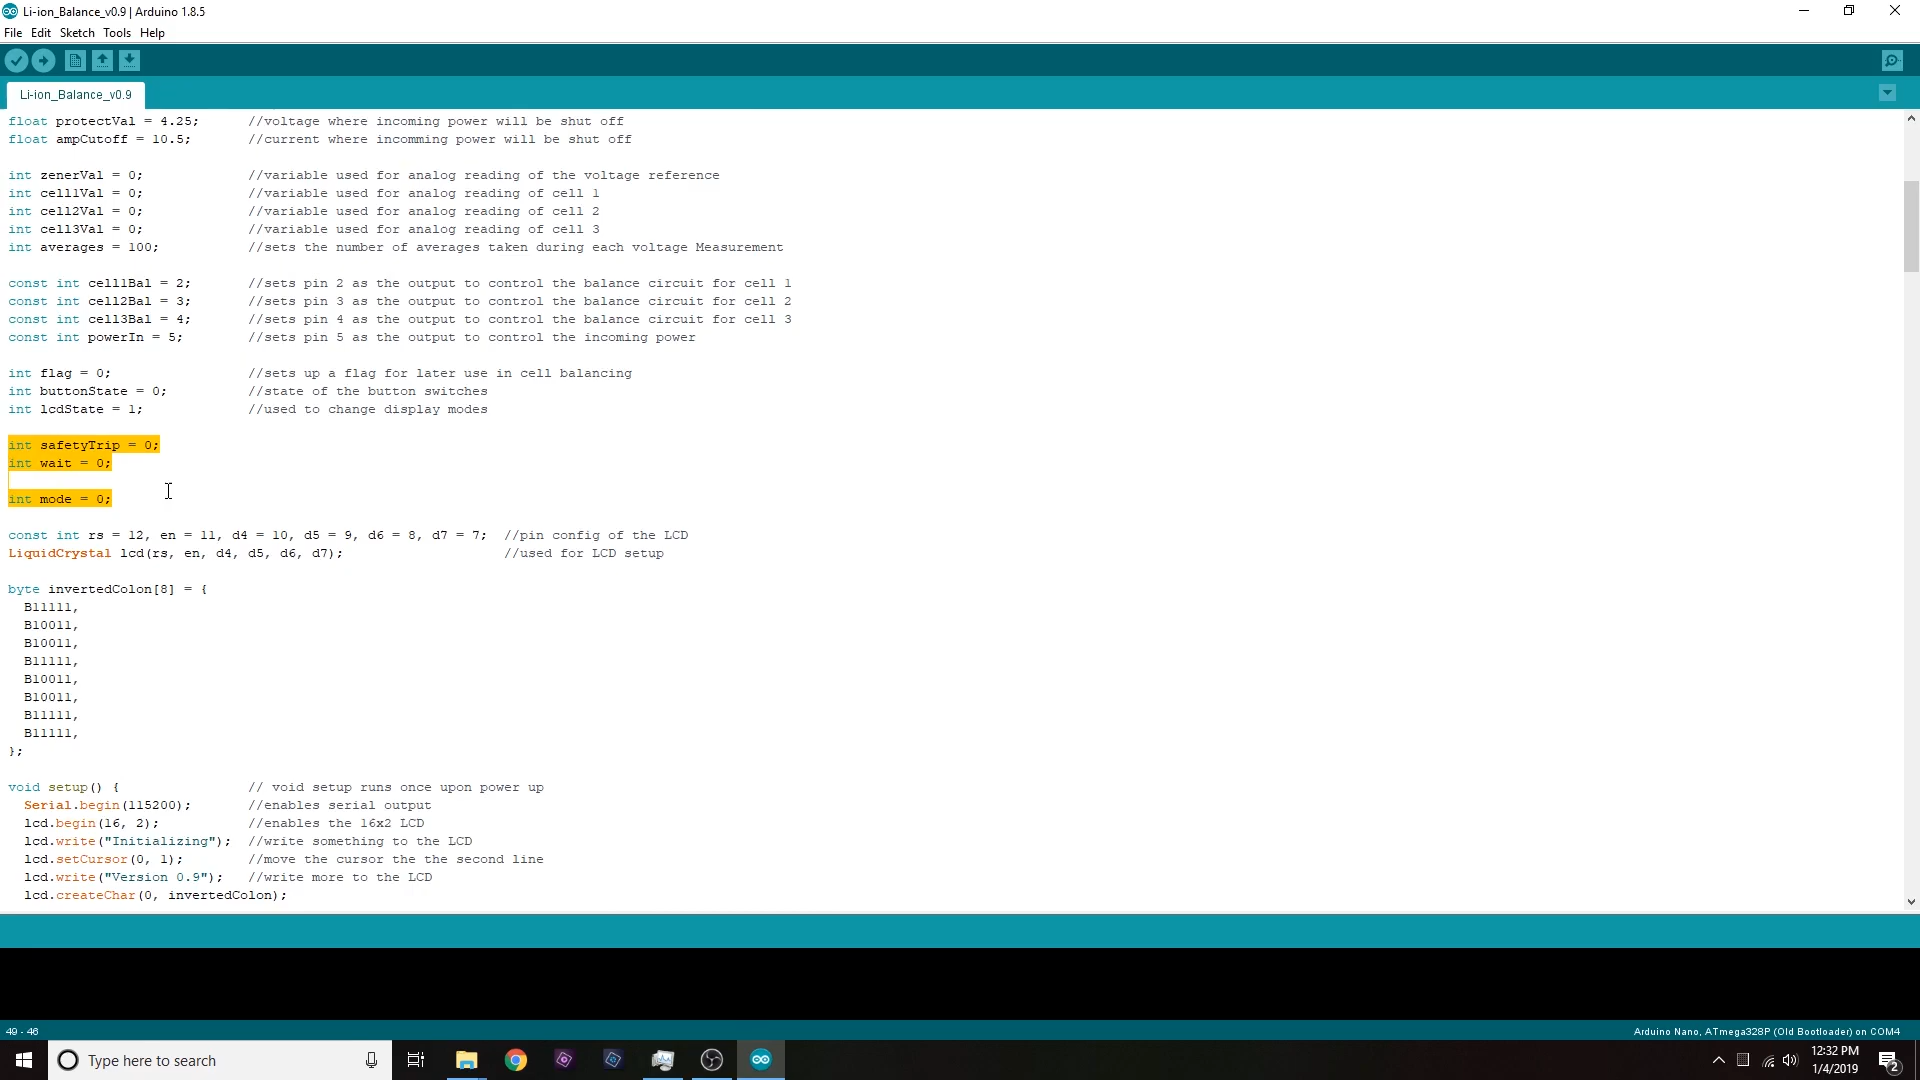 Li-ion_Balance_v0.9 | Arduino 1.8.5
File Edit Sketch Tools Help
Li-ion_Balance_v0.9
float protectVal = 4.25; //voltage where incoming power will be shut off
float ampCutoff = 10.5; //current where incomming power will be shut off
int zenerVal = 0; //variable used for analog reading of the voltage reference
int cell1Val = 0; //variable used for analog reading of cell 1
int cell2Val = 0; //variable used for analog reading of cell 2
int cell3Val = 0; //variable used for analog reading of cell 3
int averages = 100; //sets the number of averages taken during each voltage Measurement
const int cell1Bal = 2; //sets pin 2 as the output to control the balance circuit for cell 1
const int cell2Bal = 3; //sets pin 3 as the output to control the balance circuit for cell 2
const int cell3Bal = 4; //sets pin 4 as the output to control the balance circuit for cell 3
const int powerIn = 5; //sets pin 5 as the output to control the incoming power
int flag = 0; //sets up a flag for later use in cell balancing
int buttonState = 0; //state of the button switches
int lcdState = 1; //used to change display modes
int safetyTrip = 0;
int wait = 0;
int mode = 0;
const int rs = 12, en = 11, d4 = 10, d5 = 9, d6 = 8, d7 = 7; //pin config of the LCD
LiquidCrystal lcd(rs, en, d4, d5, d6, d7); //used for LCD setup
byte invertedColon[8] = {
B11111,
B10011,
B10011,
B11111,
B10011,
B10011,
B11111,
B11111,
};
void setup() { // void setup runs once upon power up
Serial.begin(115200); //enables serial output
lcd.begin(16, 2); //enables the 16x2 LCD
lcd.write("Initializing"); //write something to the LCD
lcd.setCursor(0, 1); //move the cursor the the second line
lcd.write("Version 0.9"); //write more to the LCD
lcd.createChar(0, invertedColon);
49 - 46
Arduino Nano, ATmega328P (Old Bootloader) on COM4
Type here to search
12:32 PM
1/4/2019
2